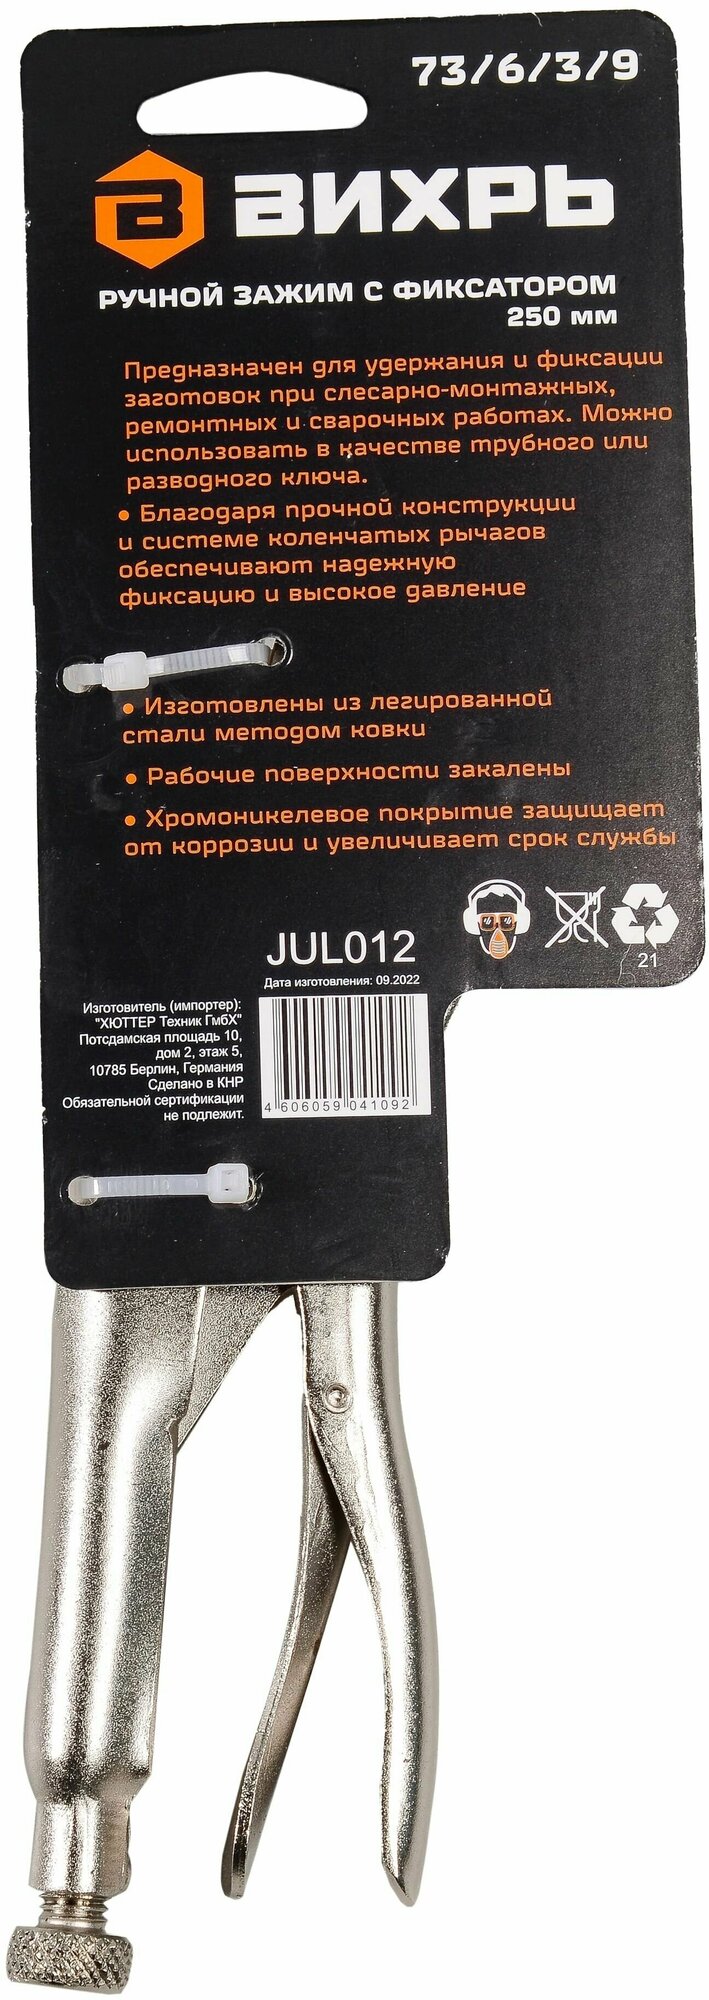 73/6/3/9
ВИХРЬ
РУЧНОЙ ЗАЖИМ С ФИКСАТОРОМ
250 мм
Предназначен для удержания и фиксации
заготовок при слесарно-монтажных,
ремонтных и сварочных работах. Можно
использовать в качестве трубного или
разводного ключа.
• Благодаря прочной конструкции
и системе коленчатых рычагов
обеспечивают надежную
фиксацию и высокое давление
• Изготовлены из легированной
стали методом ковки
• Рабочие поверхности закалены
• Хромоникелевое покрытие защищает
от коррозии и увеличивает срок службы
21
JUL012
Дата изготовления: 09.2022
Изготовитель (импортер):
"ХЮТТЕР Техник ГмбХ"
Потсдамская площадь 10,
дом 2, этаж 5,
10785 Берлин, Германия
Сделано в КНР
Обязательной сертификации
не подлежит.
4 606059 041092